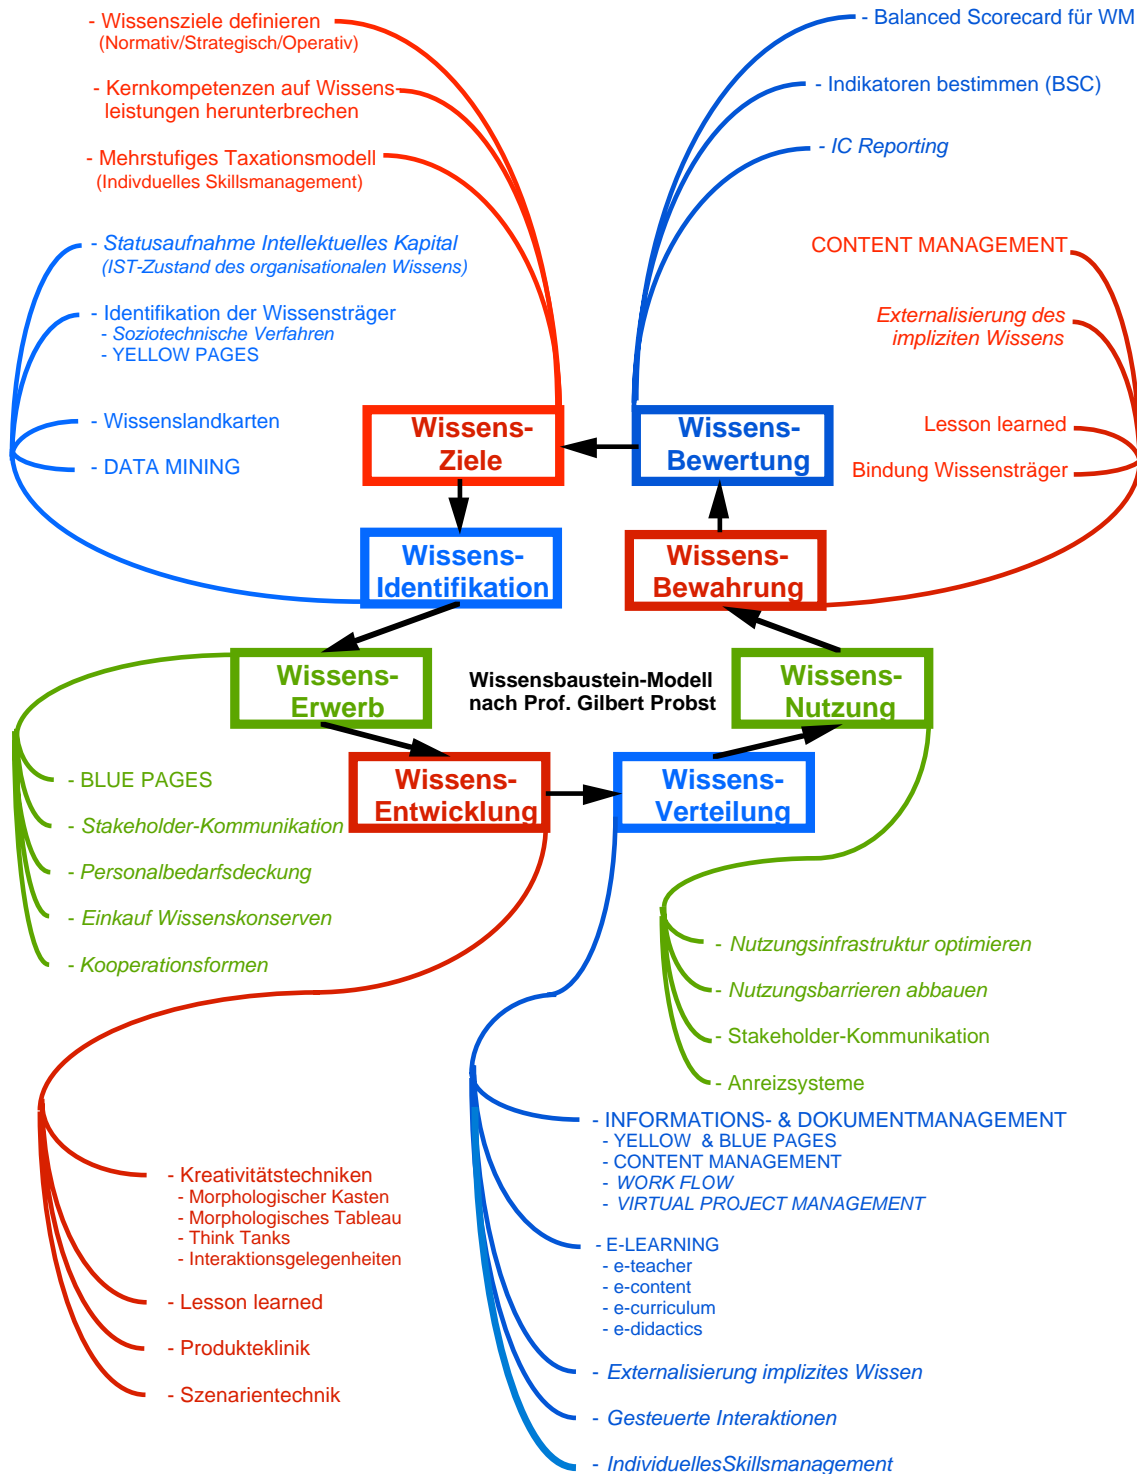 - Wissensziele definieren
(Normativ/Strategisch/Operativ)
- Kernkompetenzen auf Wissens-
leistungen herunterbrechen
- Mehrstufiges Taxationsmodell
(Indivduelles Skillsmanagement)
- Balanced Scorecard für WM
- Indikatoren bestimmen (BSC)
- IC Reporting
- Statusaufnahme Intellektuelles Kapital
(IST-Zustand des organisationalen Wissens)
- Identifikation der Wissensträger
- Soziotechnische Verfahren
- YELLOW PAGES
- Wissenslandkarten
- DATA MINING
CONTENT MANAGEMENT
Externalisierung des
impliziten Wissens
Lesson learned
Bindung Wissensträger
Wissens-
Ziele
Wissens-
Bewertung
Wissens-
Identifikation
Wissens-
Bewahrung
Wissens-
Erwerb
Wissensbaustein-Modell
nach Prof. Gilbert Probst
Wissens-
Nutzung
Wissens-
Entwicklung
Wissens-
Verteilung
- BLUE PAGES
- Stakeholder-Kommunikation
- Personalbedarfsdeckung
- Einkauf Wissenskonserven
- Kooperationsformen
- Nutzungsinfrastruktur optimieren
- Nutzungsbarrieren abbauen
- Stakeholder-Kommunikation
- Anreizsysteme
- Kreativitätstechniken
- Morphologischer Kasten
- Morphologisches Tableau
- Think Tanks
- Interaktionsgelegenheiten
- Lesson learned
- Produkteklinik
- Szenarientechnik
- INFORMATIONS- & DOKUMENTMANAGEMENT
- YELLOW & BLUE PAGES
- CONTENT MANAGEMENT
- WORK FLOW
- VIRTUAL PROJECT MANAGEMENT
- E-LEARNING
- e-teacher
- e-content
- e-curriculum
- e-didactics
- Externalisierung implizites Wissen
- Gesteuerte Interaktionen
- IndividuellesSkillsmanagement